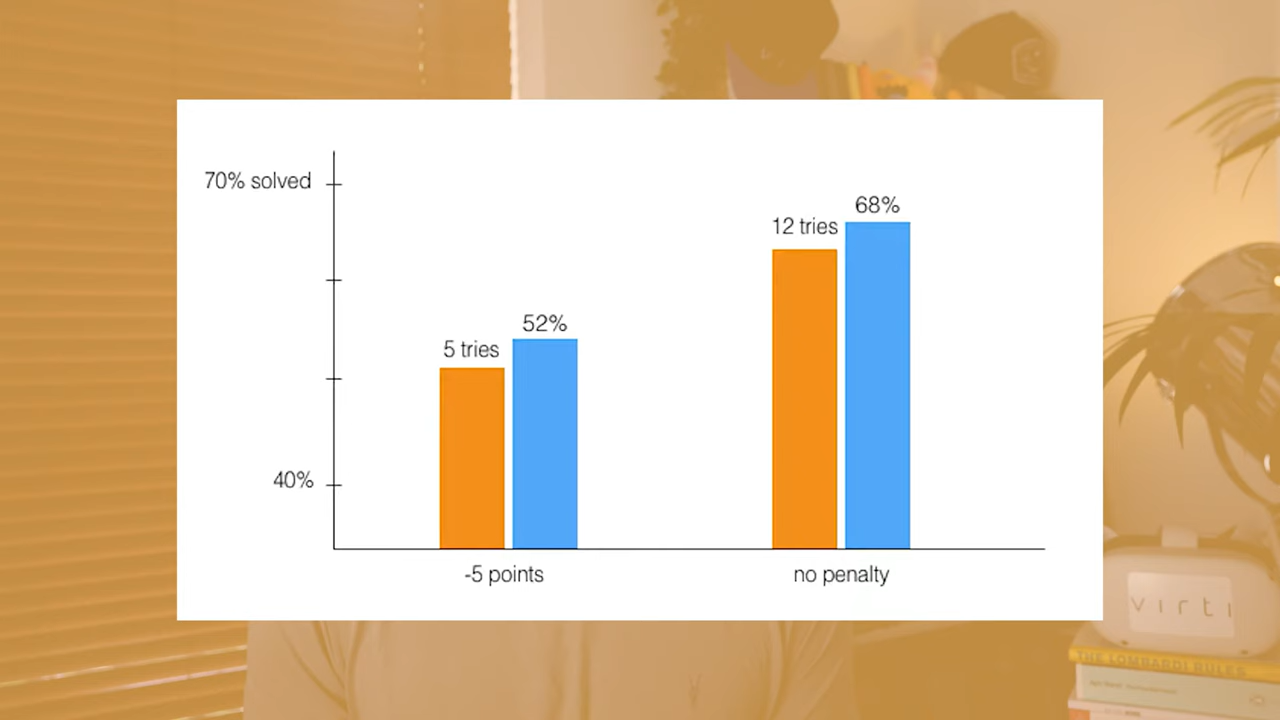 70% solved
40%
5 tries
52%
12 tries
68%
-5 points
no penalty
virti
THE LOMBARDI RULES